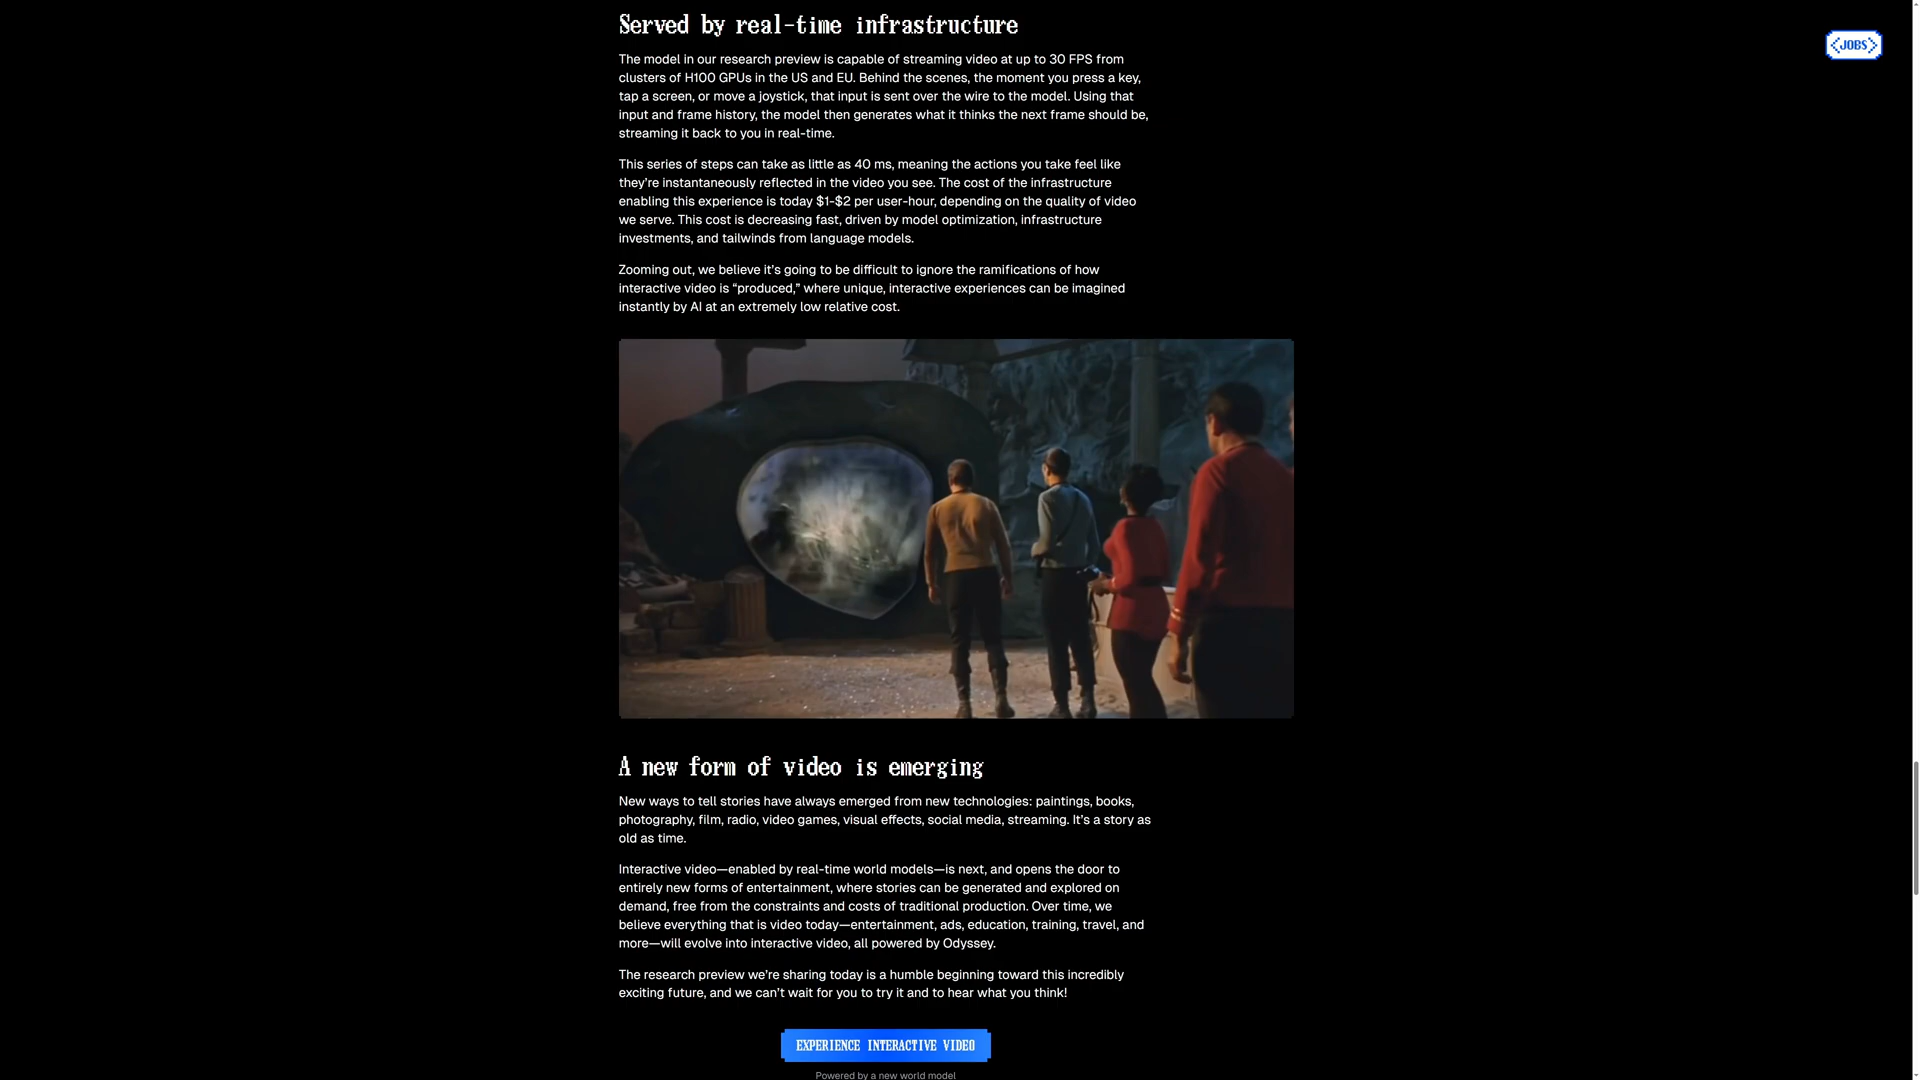 Served by real-time infrastructure
<JOBS>
The model in our research preview is capable of streaming video at up to 30 FPS from
clusters of H100 GPUs in the US and EU. Behind the scenes, the moment you press a key,
tap a screen, or move a joystick, that input is sent over the wire to the model. Using that
input and frame history, the model then generates what it thinks the next frame should be,
streaming it back to you in real-time.
This series of steps can take as little as 40 ms, meaning the actions you take feel like
they’re instantaneously reflected in the video you see. The cost of the infrastructure
enabling this experience is today $1-$2 per user-hour, depending on the quality of video
we serve. This cost is decreasing fast, driven by model optimization, infrastructure
investments, and tailwinds from language models.
Zooming out, we believe it’s going to be difficult to ignore the ramifications of how
interactive video is “produced,” where unique, interactive experiences can be imagined
instantly by AI at an extremely low relative cost.
A new form of video is emerging
New ways to tell stories have always emerged from new technologies: paintings, books,
photography, film, radio, video games, visual effects, social media, streaming. It’s a story as
old as time.
Interactive video—enabled by real-time world models—is next, and opens the door to
entirely new forms of entertainment, where stories can be generated and explored on
demand, free from the constraints and costs of traditional production. Over time, we
believe everything that is video today—entertainment, ads, education, training, travel, and
more—will evolve into interactive video, all powered by Odyssey.
The research preview we’re sharing today is a humble beginning toward this incredibly
exciting future, and we can’t wait for you to try it and to hear what you think!
EXPERIENCE INTERACTIVE VIDEO
Powered by a new world model